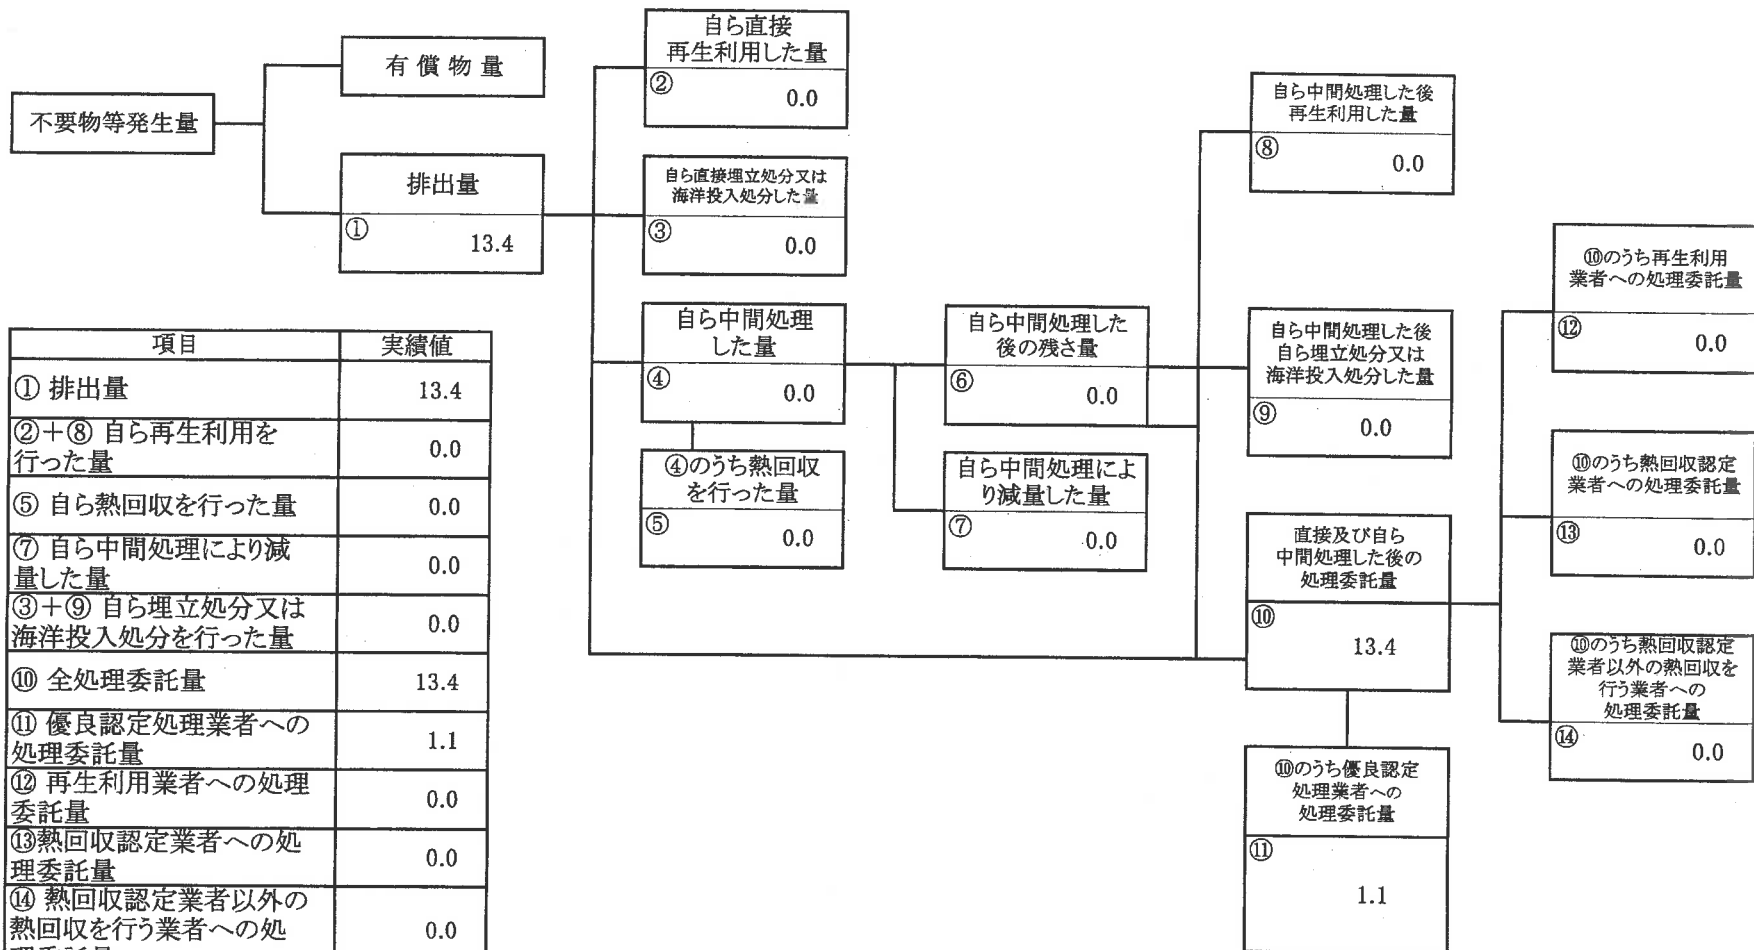 不要物等発生量
有 償 物 量
排出量
①
13.4
自ら直接
再生利用した量
②
0.0
自ら直接埋立処分又は
海洋投入処分した量
③
0.0
自ら中間処理
した量
④
0.0
④のうち熱回収
を行った量
⑤
0.0
自ら中間処理した
後の残さ量
⑥
0.0
自ら中間処理によ
り減量した量
⑦
0.0
自ら中間処理した後
再生利用した量
⑧
0.0
自ら中間処理した後
自ら埋立処分又は
海洋投入処分した量
⑨
0.0
直接及び自ら
中間処理した後の
処理委託量
⑩
13.4
⑩のうち優良認定
処理業者への
処理委託量
⑪
1.1
⑩のうち再生利用
業者への処理委託量
⑫
0.0
⑩のうち熱回収認定
業者への処理委託量
⑬
0.0
⑩のうち熱回収認定
業者以外の熱回収を
行う業者への
処理委託量
⑭
0.0
項目 実績値
① 排出量 13.4
②+⑧ 自ら再生利用を
行った量 0.0
⑤ 自ら熱回収を行った量 0.0
⑦ 自ら中間処理により減
量した量 0.0
③+⑨ 自ら埋立処分又は
海洋投入処分を行った量 0.0
⑩ 全処理委託量 13.4
⑪ 優良認定処理業者への
処理委託量 1.1
⑫ 再生利用業者への処理
委託量 0.0
⑬熱回収認定業者への処
理委託量 0.0
⑭ 熱回収認定業者以外の
熱回収を行う業者への処 0.0